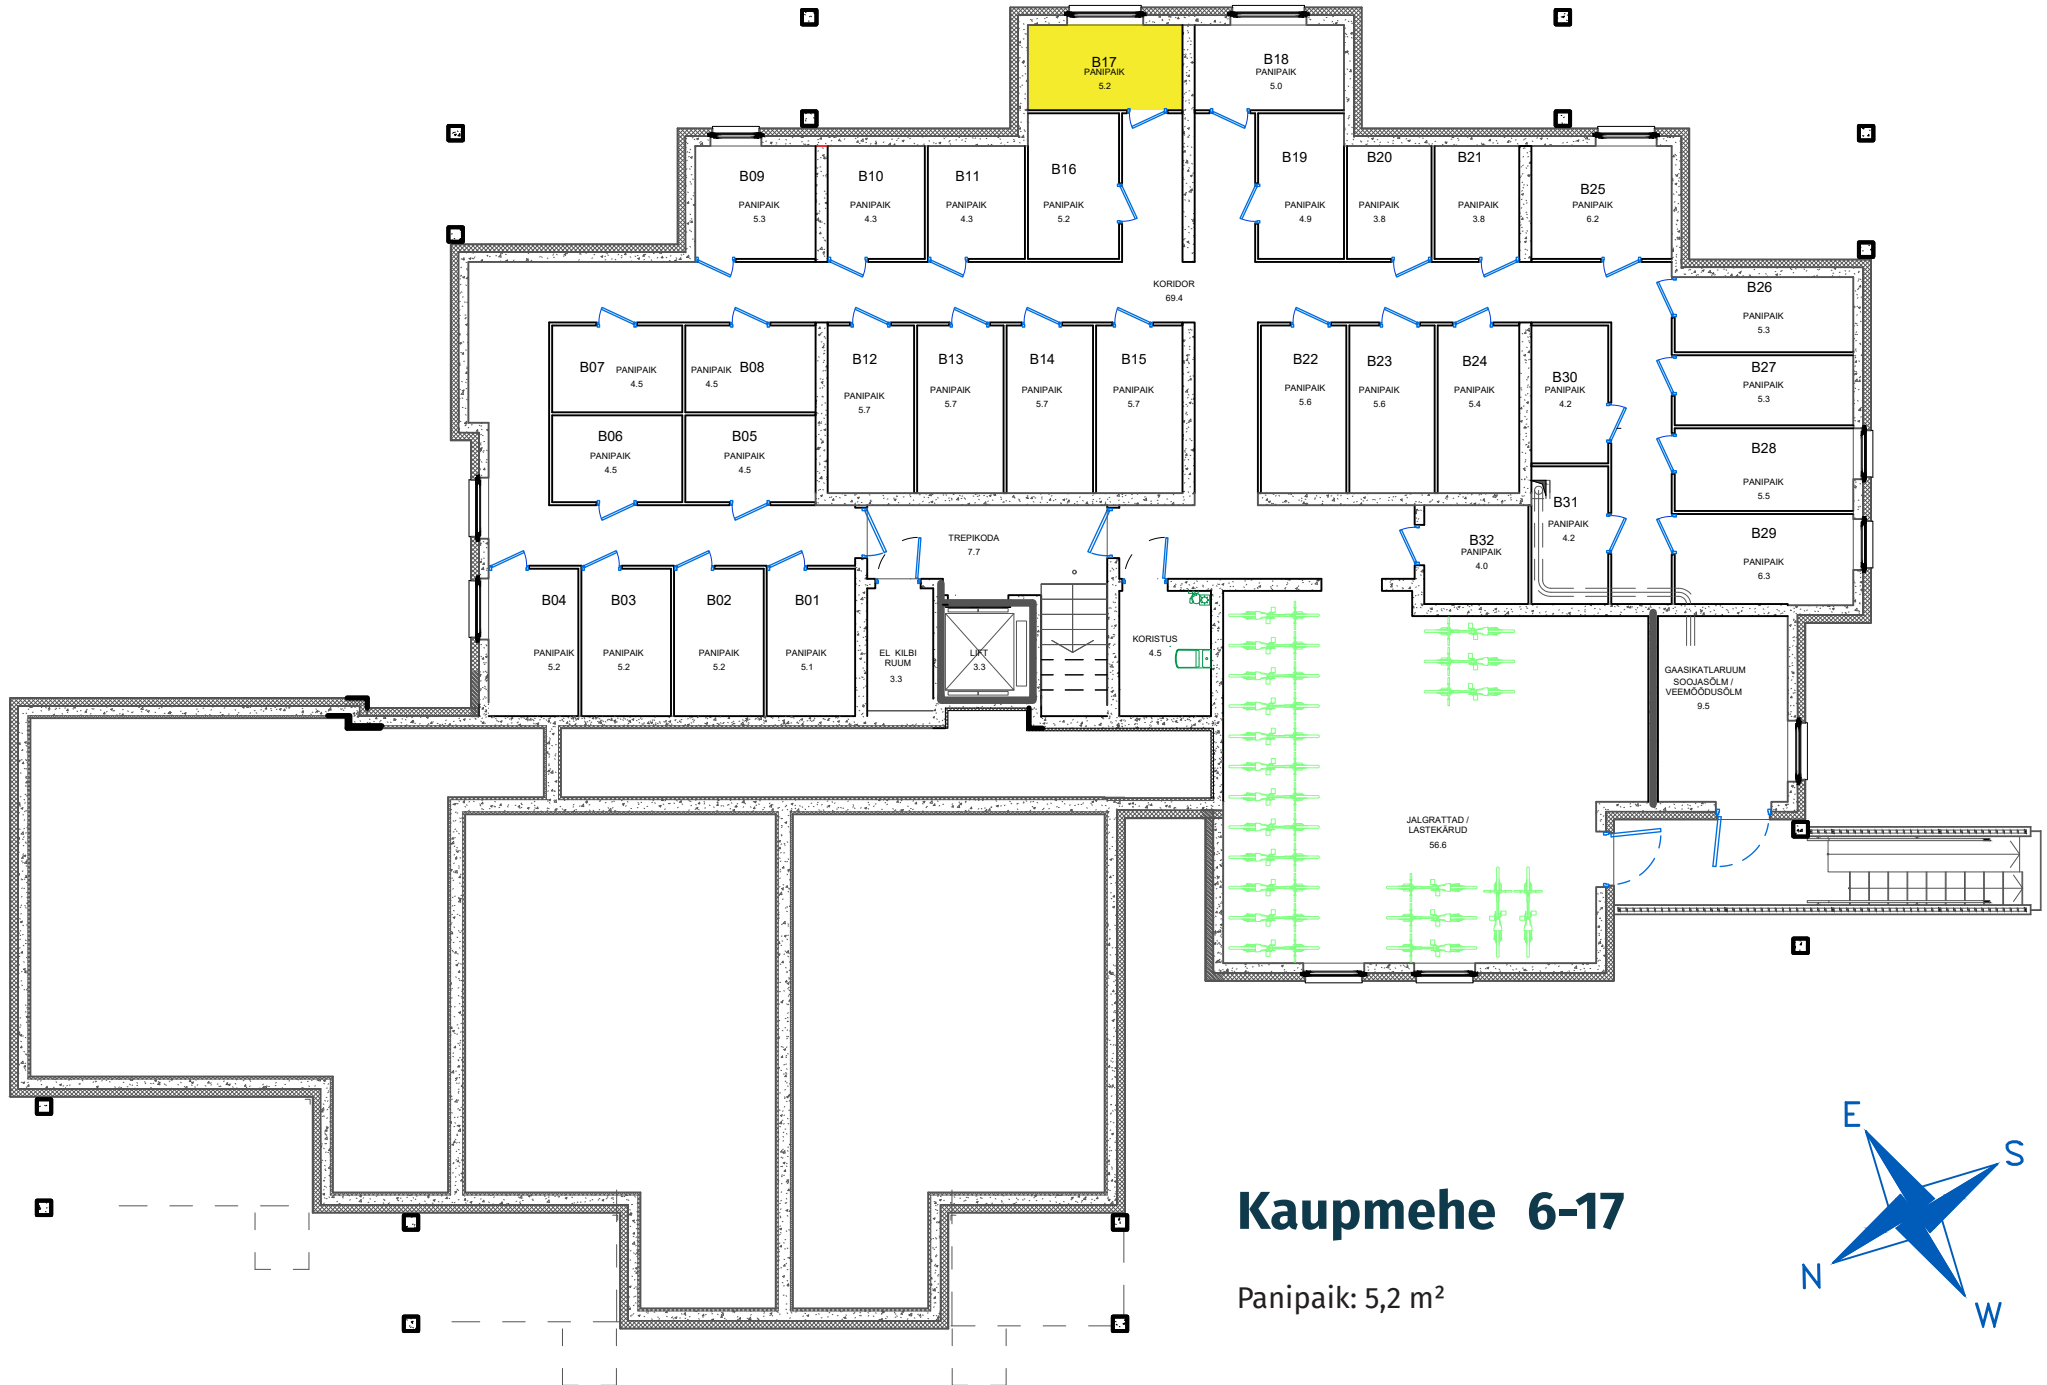 B17
PANIPAIK
5.2
B18
PANIPAIK
5.0
B09
PANIPAIK
5.3
B10
PANIPAIK
4.3
B11
PANIPAIK
4.3
B16
PANIPAIK
5.2
B19
PANIPAIK
4.9
B20
PANIPAIK
3.8
B21
PANIPAIK
3.8
B25
PANIPAIK
6.2
KORIDOR
69.4
B26
PANIPAIK
5.3
B07
PANIPAIK
4.5
PANIPAIK
4.5
B08
B12
PANIPAIK
5.7
B13
PANIPAIK
5.7
B14
PANIPAIK
5.7
B15
PANIPAIK
5.7
B22
PANIPAIK
5.6
B23
PANIPAIK
5.6
B24
PANIPAIK
5.4
B30
PANIPAIK
4.2
B27
PANIPAIK
5.3
B06
PANIPAIK
4.5
B05
PANIPAIK
4.5
B28
PANIPAIK
5.5
B31
PANIPAIK
4.2
B32
PANIPAIK
4.0
B29
PANIPAIK
6.3
TREPIKODA
7.7
B04
PANIPAIK
5.2
B03
PANIPAIK
5.2
B02
PANIPAIK
5.2
B01
PANIPAIK
5.1
EL KILBI
RUUM
3.3
LIFT
3.3
KORISTUS
4.5
GAASIKATLARUUM
SOOJASÕLM /
VEEMÕÕDUSÕLM
9.5
JALGRATTAD /
LASTEKÄRUD
56.6
E
S
N
W
Kaupmehe 6-17
Panipaik: 5,2 m²